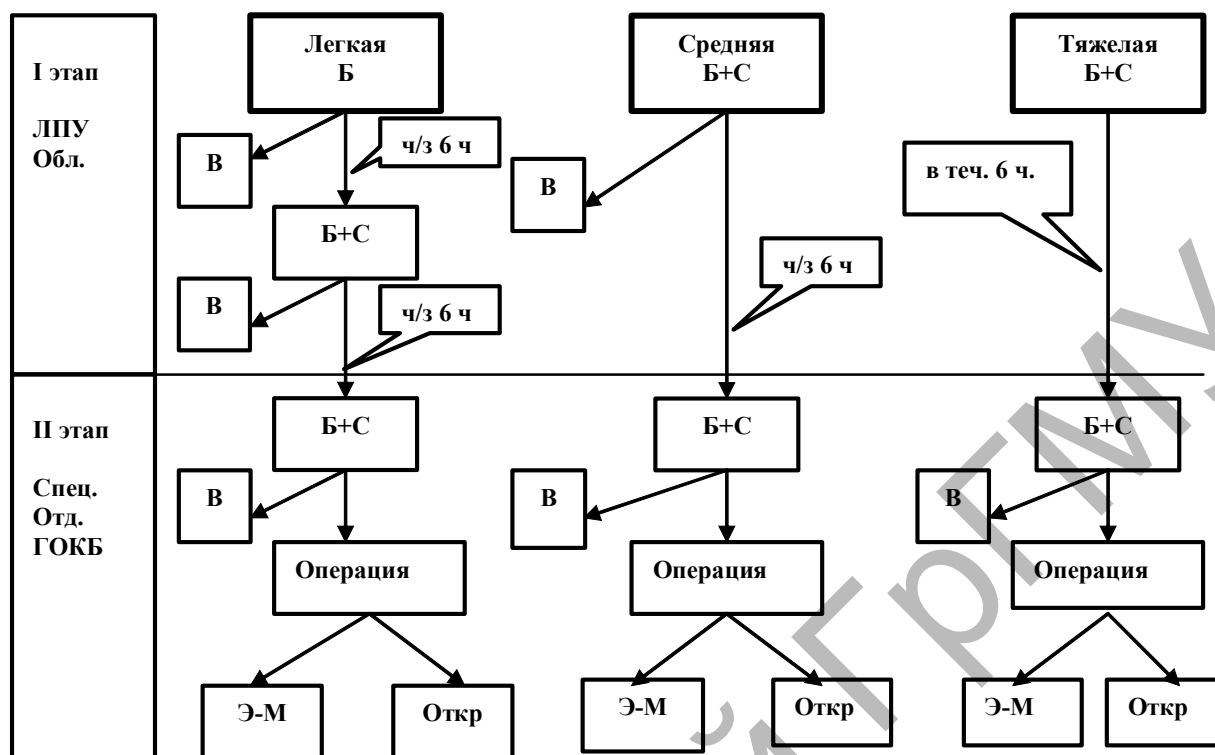 I этап
ЛПУ
Обл.
Легкая
Б
Средняя
Б+С
Тяжелая
Б+С
В
ч/з 6 ч
В
в теч. 6 ч.
Б+С
В
ч/з 6 ч
ч/з 6 ч
II этап
Спец.
Отд.
ГОКБ
Б+С
Б+С
Б+С
В
В
В
Операция
Операция
Операция
Э-М
Откр
Э-М
Откр
Э-М
Откр
й ГрГМУ